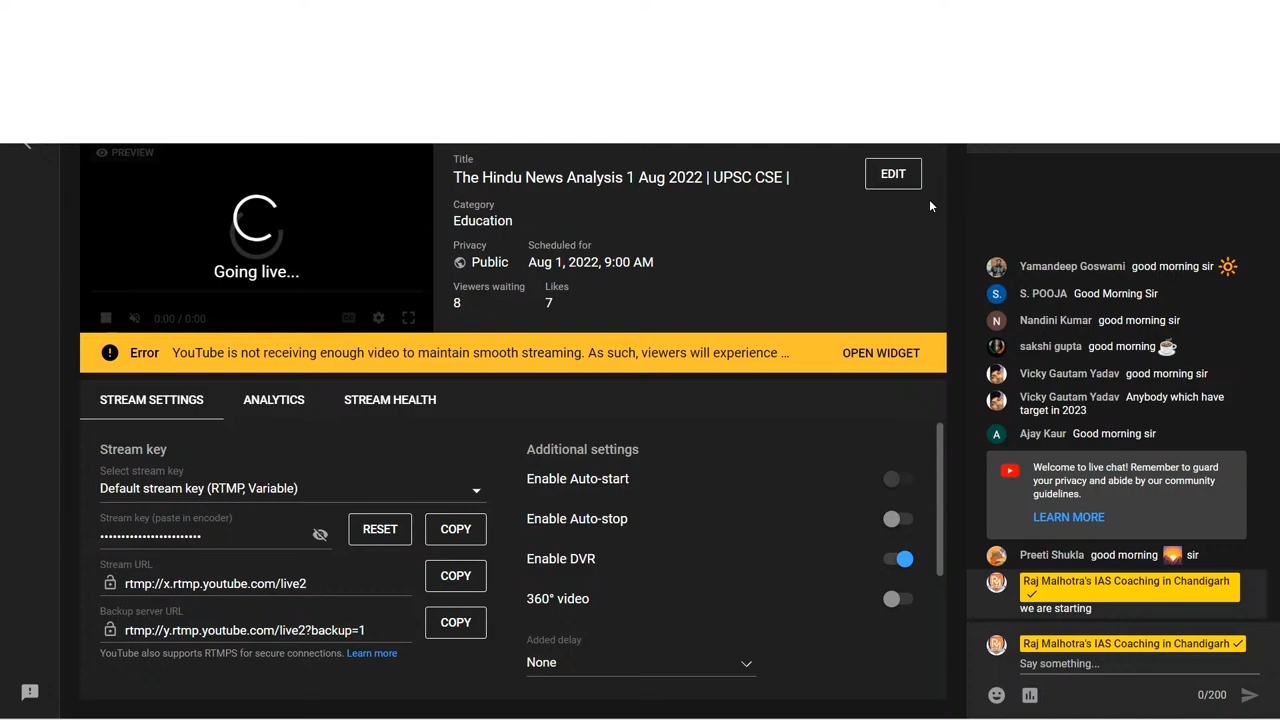 PREVIEW
Going live...
0:00 / 0:00
Title
The Hindu News Analysis 1 Aug 2022 | UPSC CSE |
EDIT
Category
Education
Privacy
Scheduled for
Public
Aug 1, 2022, 9:00 AM
Viewers waiting
Likes
8
7
Error YouTube is not receiving enough video to maintain smooth streaming. As such, viewers will experience ...
OPEN WIDGET
STREAM SETTINGS
ANALYTICS
STREAM HEALTH
Stream key
Select stream key
Default stream key (RTMP, Variable)
Stream key (paste in encoder)
••••••••••••••••••••••••
RESET
COPY
Stream URL
rtmp://x.rtmp.youtube.com/live2
COPY
Backup server URL
rtmp://y.rtmp.youtube.com/live2?backup=1
COPY
YouTube also supports RTMPS for secure connections. Learn more
Additional settings
Enable Auto-start
Enable Auto-stop
Enable DVR
360° video
Added delay
None
Yamandeep Goswami good morning sir
S.
S. POOJA Good Morning Sir
N
Nandini Kumar good morning sir
sakshi gupta good morning
Vicky Gautam Yadav good morning sir
Vicky Gautam Yadav Anybody which have
target in 2023
A
Ajay Kaur Good morning sir
Welcome to live chat! Remember to guard
your privacy and abide by our community
guidelines.
LEARN MORE
Preeti Shukla good morning sir
Raj Malhotra's IAS Coaching in Chandigarh
we are starting
Raj Malhotra's IAS Coaching in Chandigarh
Say something...
0/200